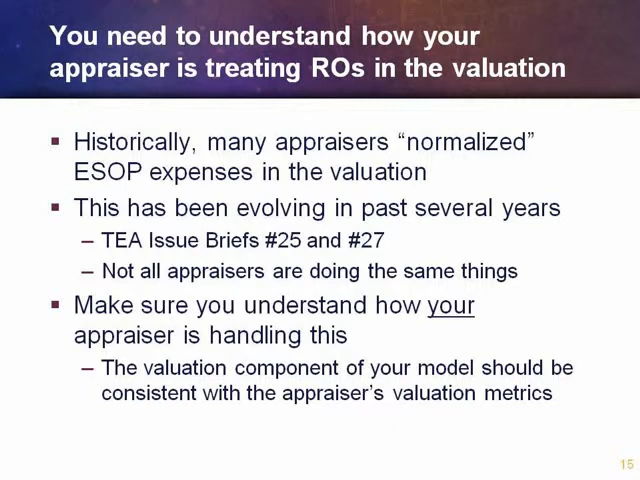 You need to understand how your
appraiser is treating ROs in the valuation
▪ Historically, many appraisers “normalized”
ESOP expenses in the valuation
▪ This has been evolving in past several years
– TEA Issue Briefs #25 and #27
– Not all appraisers are doing the same things
▪ Make sure you understand how your
appraiser is handling this
– The valuation component of your model should be
consistent with the appraiser’s valuation metrics
15